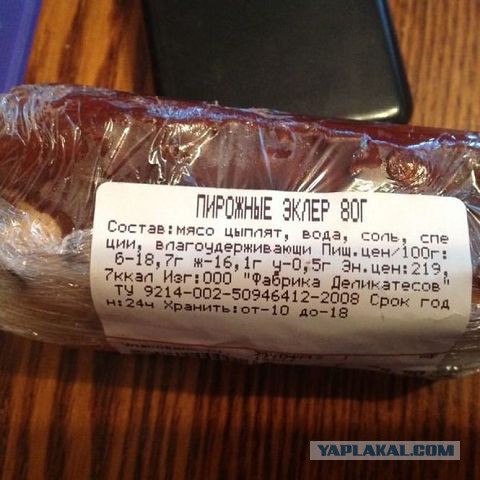 ПИРОЖНЫЕ ЭКЛЕР 80Г
Состав:мясо цыплят, вода, соль, спе
ции, влагоудерживающи Пищ.цен/100г:
б-18,7г ж-16,1г у-0,5г Эн.цен:219,
7ккал Изг:ООО "Фабрика Деликатесов"
ТУ 9214-002-50946412-2008 Срок год
н:24ч Хранить:от-10 до-18
YAPLAKAL.COM